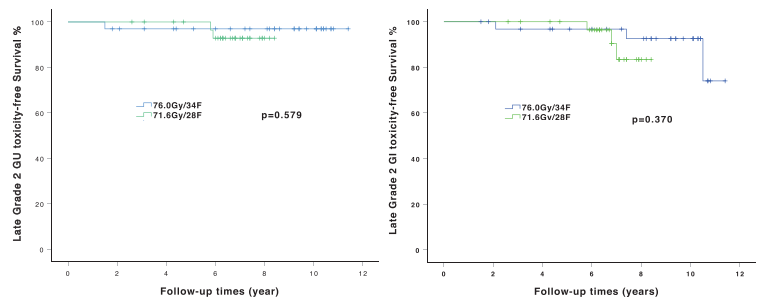 Late Grade 2 GU toxicity-free Survival %
100
80
60
40
20
0
76.0Gy/34F
71.6Gy/28F
p=0.579
0 2 4 6 8 10 12
Follow-up times (year)
Late Grade 2 GI toxicity-free Survival %
100
80
60
40
20
0
76.0Gy/34F
71.6Gv/28F
p=0.370
0 2 4 6 8 10 12
Follow-up times (years)